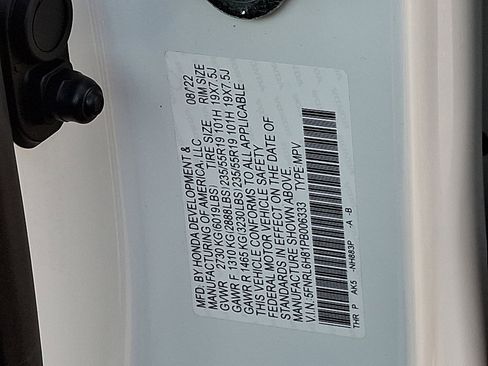 MFD. BY HONDA DEVELOPMENT & 08/22
MANUFACTURING OF AMERICA, LLC
TIRE SIZE RIM SIZE
GVWR 2730 KG(6019LBS)
GAWR F 1310 KG(2888LBS) 235/55R19 101H 19X7.5J
GAWR R 1465 KG(3230LBS) 235/55R19 101H 19X7.5J
THIS VEHICLE CONFORMS TO ALL APPLICABLE
FEDERAL MOTOR VEHICLE SAFETY
STANDARDS IN EFFECT ON THE DATE OF
MANUFACTURE SHOWN ABOVE.
V.I.N: 5FNRL6H81PB006333 TYPE:MPV
THR P AK5 -NH883P -A -B